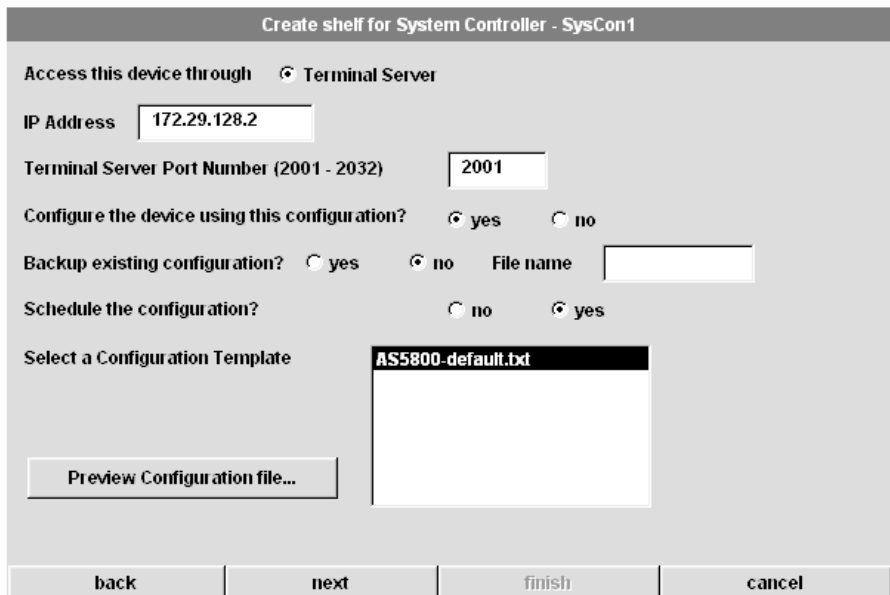 Create shelf for System Controller - SysCon1
Access this device through Terminal Server
IP Address 172.29.128.2
Terminal Server Port Number (2001 - 2032) 2001
Configure the device using this configuration? yes no
Backup existing configuration? yes no File name
Schedule the configuration? no yes
Select a Configuration Template AS5800-default.txt
Preview Configuration file...
back next finish cancel